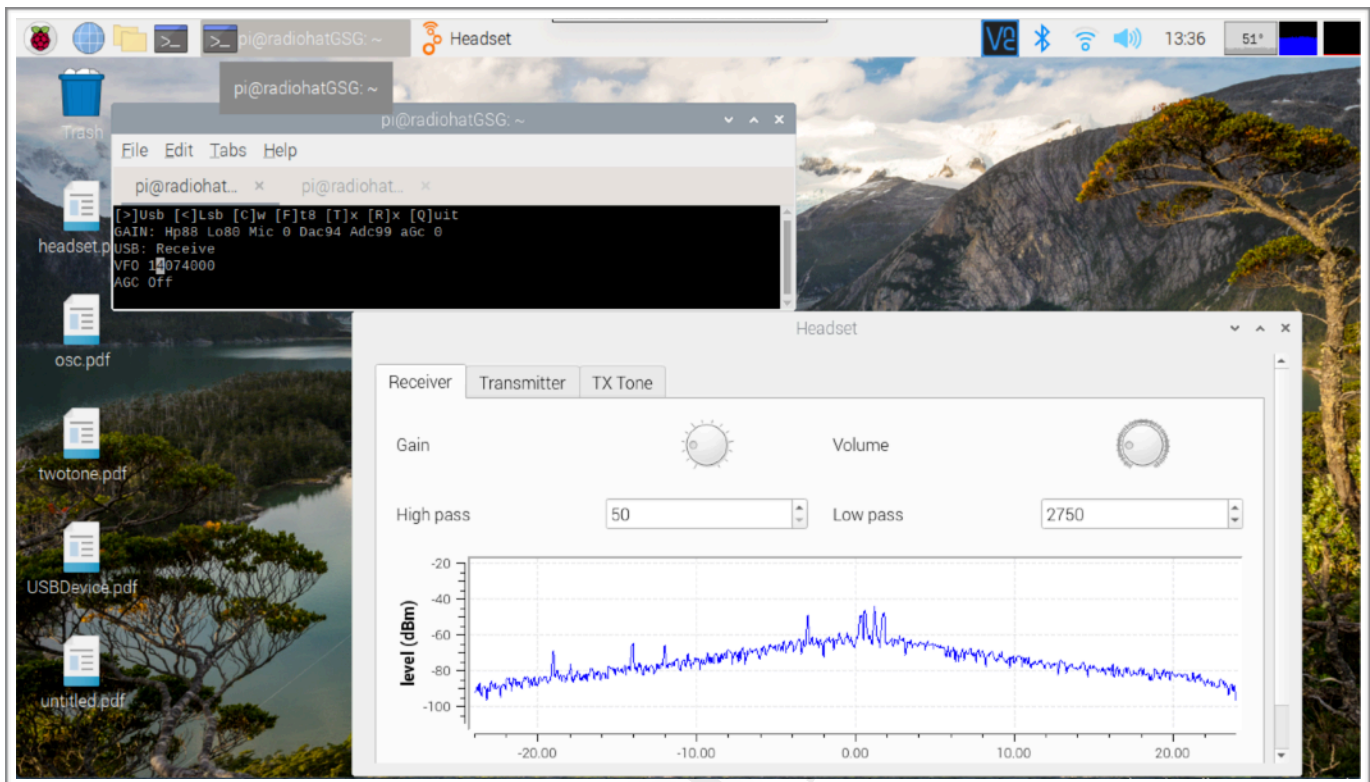 pi@radiohatGSG: ~
Headset
V2
13:36
51°
pi@radiohatGSG: ~
Trash
pi@radiohatGSG: ~
File Edit Tabs Help
pi@radiohat... × pi@radiohat... ×
[>]Usb [<]Lsb [C]w [F]t8 [T]x [R]x [Q]uit
GAIN: Hp88 Lo80 Mic 0 Dac94 Adc99 aGc 0
USB: Receive
VFO 14074000
AGC Off
headset.p
osc.pdf
twotone.pdf
USBDevice.pdf
untitled.pdf
Headset
Receiver Transmitter TX Tone
Gain Volume
High pass 50 Low pass 2750
level (dBm)
-20
-40
-60
-80
-100
-20.00 -10.00 0.00 10.00 20.00